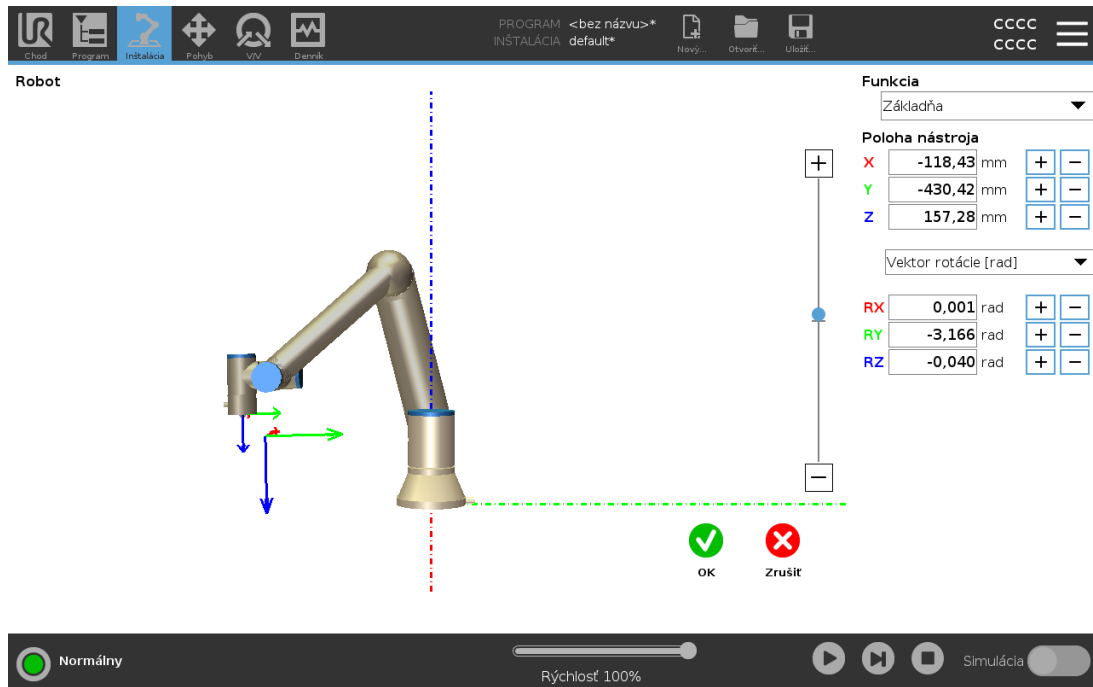 UR
Chod
Program
Inštalácia
Pohyb
V/V
Denník
PROGRAM <bez názvu>*
INŠTALÁCIA default*
Nový...
Otvoriť...
Uložiť...
CCCC
CCCC
Robot
Funkcia
Základňa
Poloha nástroja
X -118,43 mm + −
Y -430,42 mm + −
Z 157,28 mm + −
Vektor rotácie [rad]
RX 0,001 rad + −
RY -3,166 rad + −
RZ -0,040 rad + −
+
−
OK
Zrušiť
Normálny
Rýchlosť 100%
Simulácia